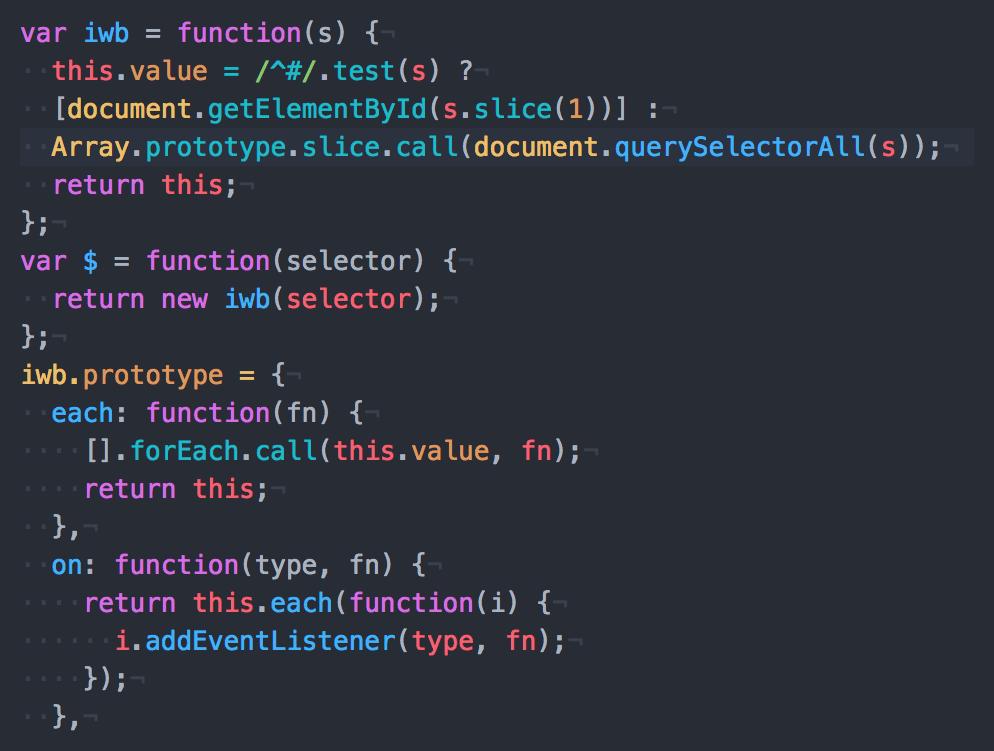 var iwb = function(s) {¬
··this.value = /^#/.test(s) ?¬
··[document.getElementById(s.slice(1))] :¬
··Array.prototype.slice.call(document.querySelectorAll(s));¬
··return this;¬
};¬
var $ = function(selector) {¬
··return new iwb(selector);¬
};¬
iwb.prototype = {¬
··each: function(fn) {¬
····[].forEach.call(this.value, fn);¬
····return this;¬
··},¬
··on: function(type, fn) {¬
····return this.each(function(i) {¬
······i.addEventListener(type, fn);¬
····});¬
··},¬